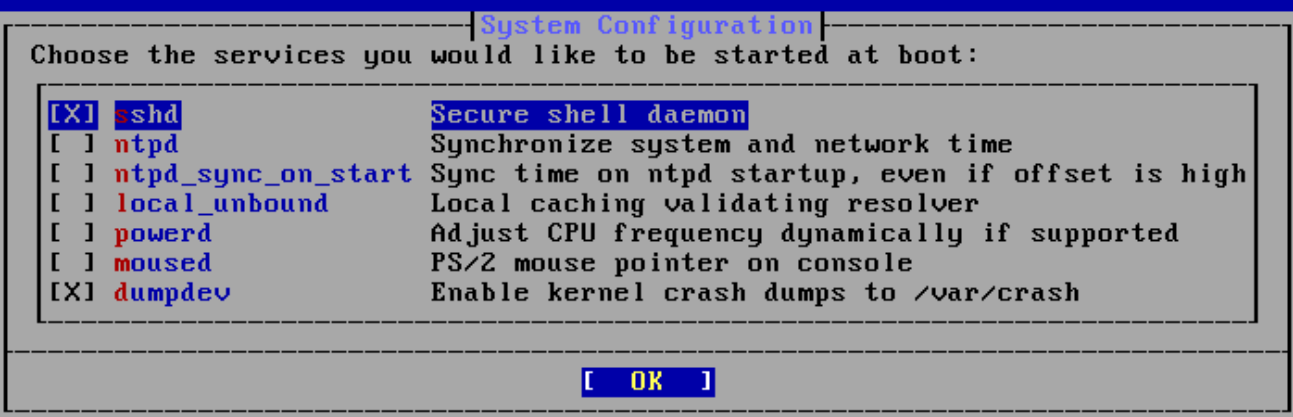 System Configuration
Choose the services you would like to be started at boot:
[X] sshd Secure shell daemon
[ ] ntpd Synchronize system and network time
[ ] ntpd_sync_on_start Sync time on ntpd startup, even if offset is high
[ ] local_unbound Local caching validating resolver
[ ] powerd Adjust CPU frequency dynamically if supported
[ ] moused PS/2 mouse pointer on console
[X] dumpdev Enable kernel crash dumps to /var/crash
[ OK ]